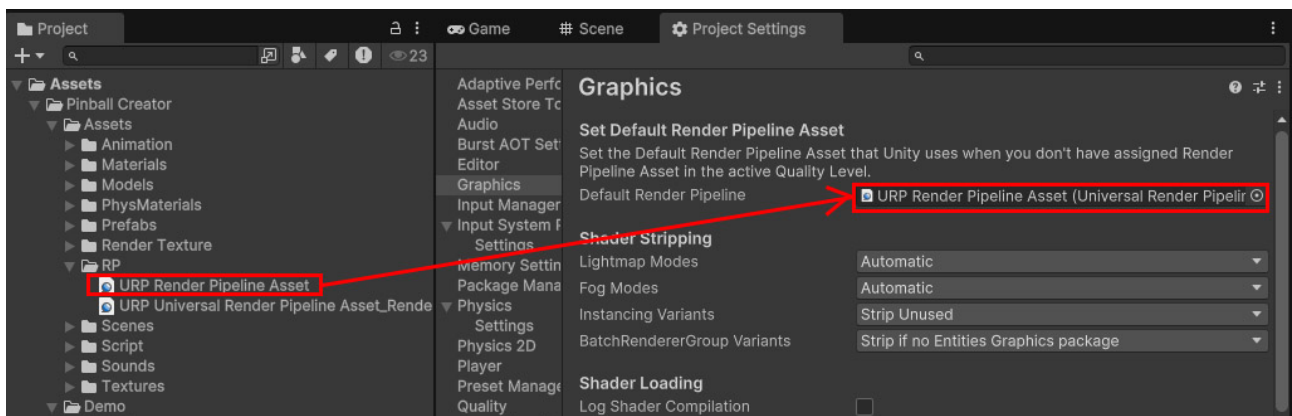 Project
23
Assets
Pinball Creator
Assets
Animation
Materials
Models
PhysMaterials
Prefabs
Render Texture
RP
URP Render Pipeline Asset
URP Universal Render Pipeline Asset_Rende
Scenes
Script
Sounds
Textures
Demo
Game
Scene
Project Settings
Adaptive Perfo
Asset Store To
Audio
Burst AOT Sett
Editor
Graphics
Input Manager
Input System P
Settings
Memory Settin
Package Mana
Physics
Settings
Physics 2D
Player
Preset Manage
Quality
Graphics
Set Default Render Pipeline Asset
Set the Default Render Pipeline Asset that Unity uses when you don't have assigned Render
Pipeline Asset in the active Quality Level.
Default Render Pipeline URP Render Pipeline Asset (Universal Render Pipelin
Shader Stripping
Lightmap Modes Automatic
Fog Modes Automatic
Instancing Variants Strip Unused
BatchRendererGroup Variants Strip if no Entities Graphics package
Shader Loading
Log Shader Compilation